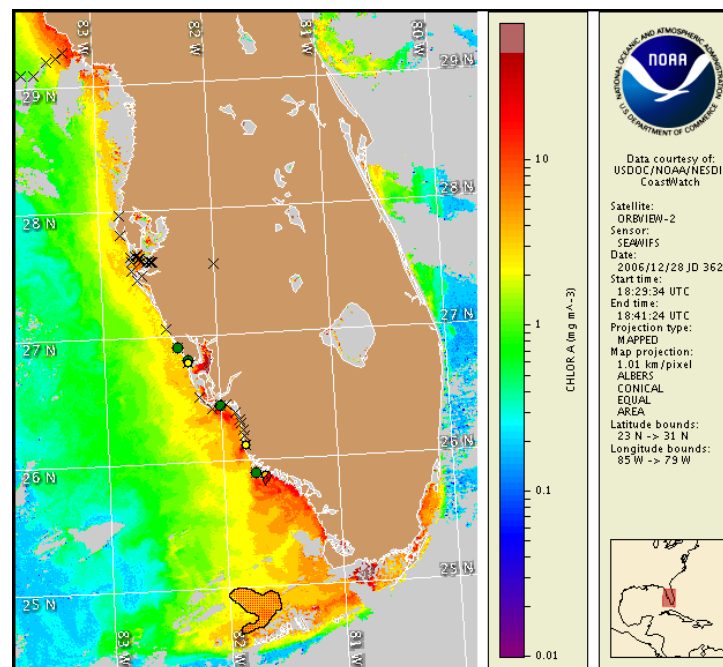 83 W
82 W
81 W
80 W
29 N
29 N
28 N
28 N
27 N
27 N
26 N
26 N
25 N
25 N
83 W
82 W
81 W
10
1
0.1
0.01
CHLOR A (mg m^-3)
NATIONAL OCEANIC AND ATMOSPHERIC ADMINISTRATION
NOAA
U.S. DEPARTMENT OF COMMERCE
Data courtesy of:
USDOC/NOAA/NESDI
CoastWatch
Satellite:
ORBVIEW-2
Sensor:
SEAWIFS
Date:
2006/12/28 JD 362
Start time:
18:29:34 UTC
End time:
18:41:24 UTC
Projection type:
MAPPED
Map projection:
1.01 km/pixel
ALBERS
CONICAL
EQUAL
AREA
Latitude bounds:
23 N -> 31 N
Longitude bounds:
85 W -> 79 W